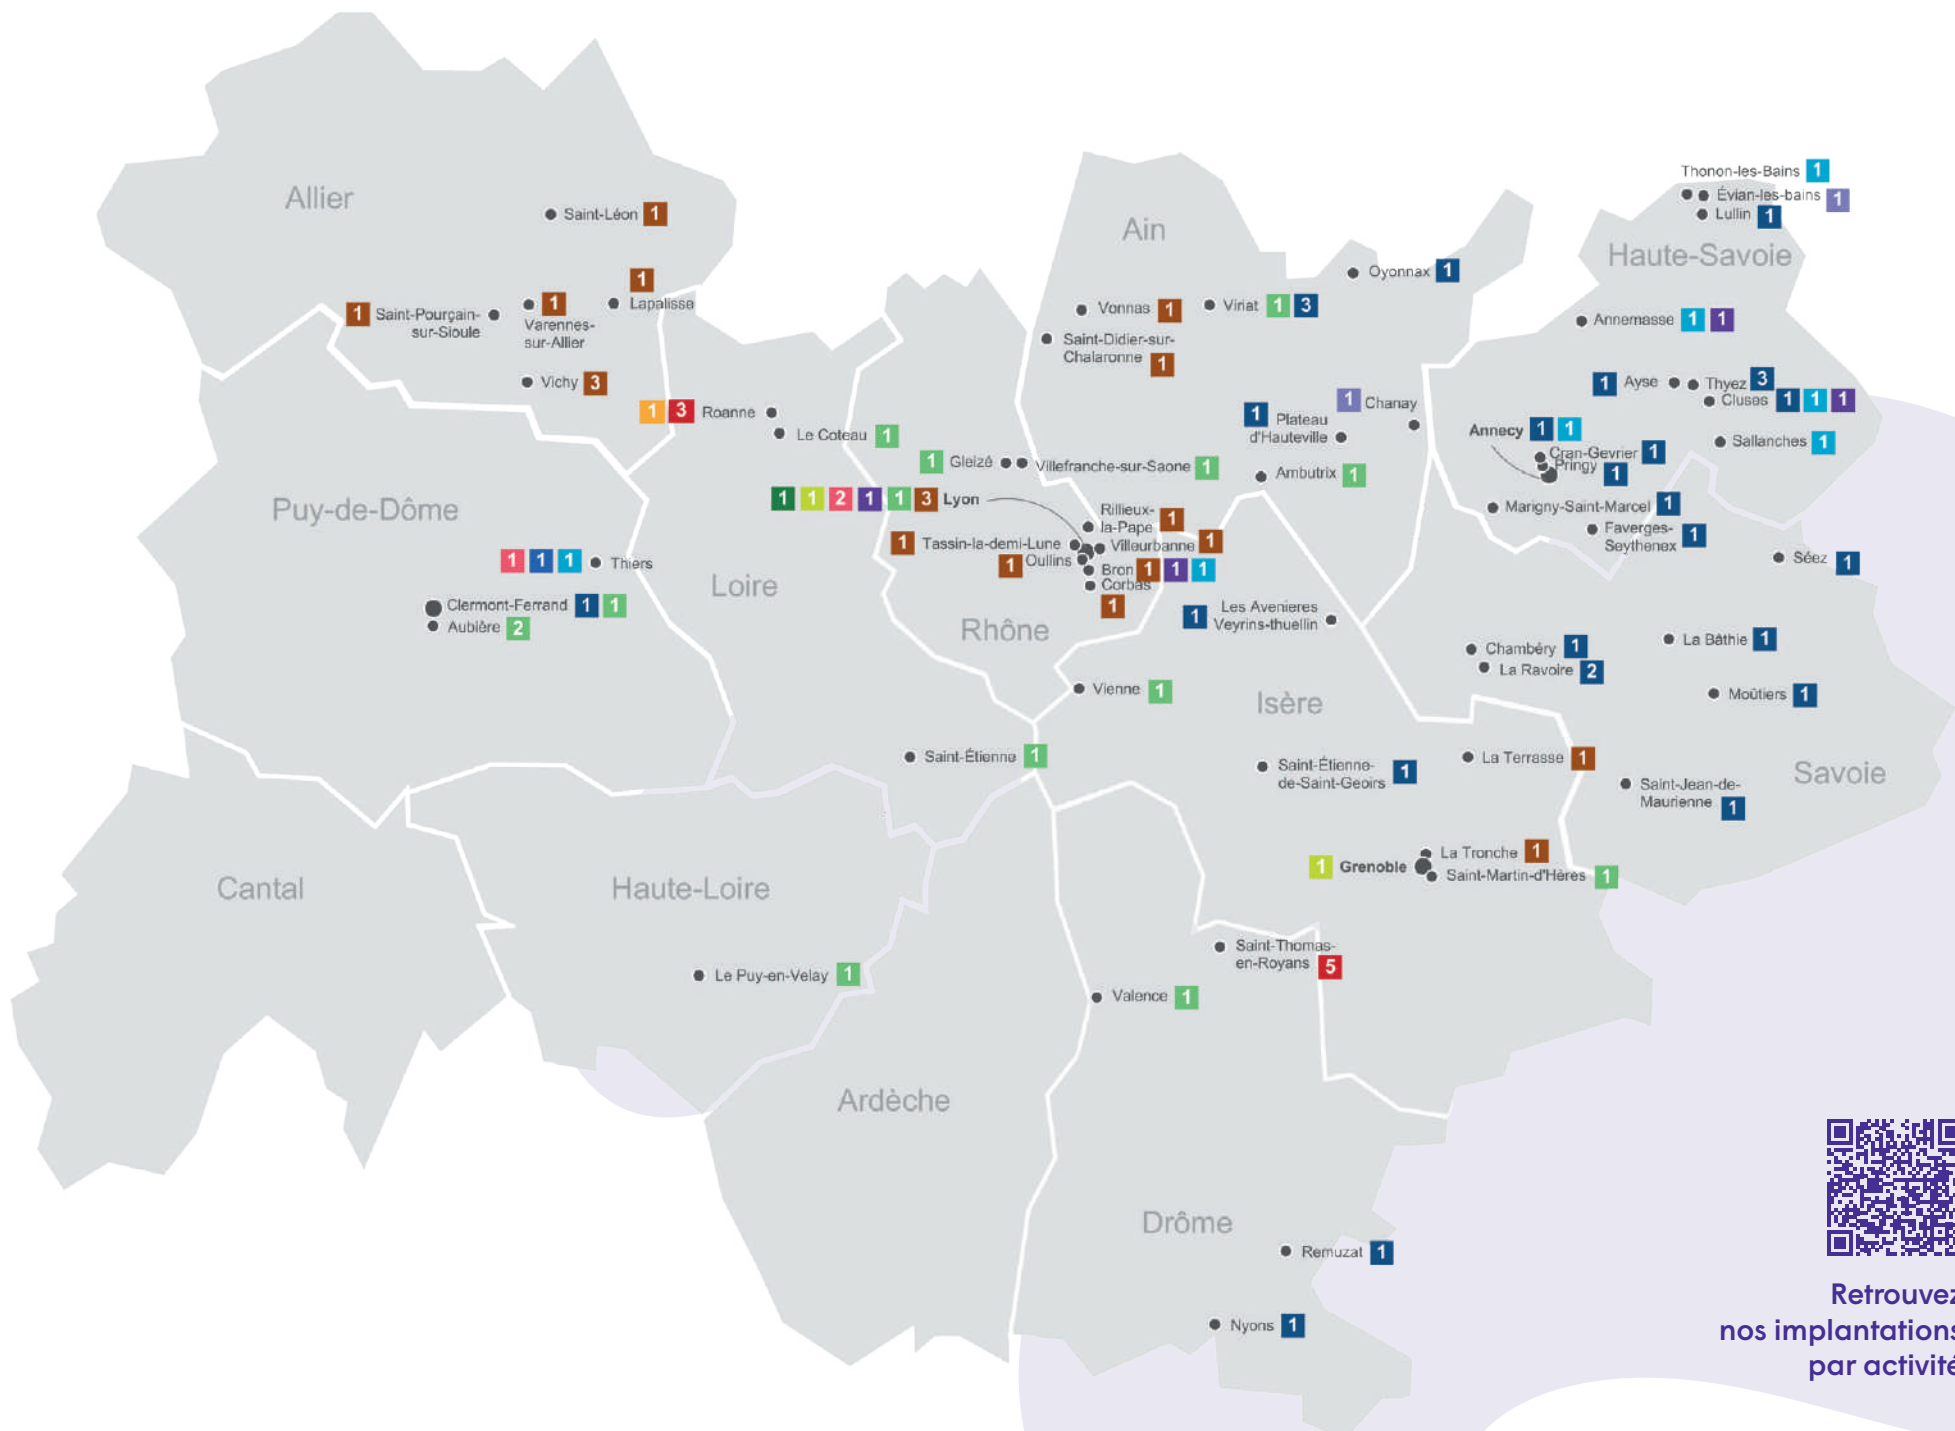 Allier
Saint-Léon 1
1
Lapalisse
1 Saint-Pourçain-
sur-Sioule
1
Varennes-
sur-Allier
Vichy 3
Ain
Oyonnax 1
Vonnas 1
Viriat 1 3
Saint-Didier-sur-
Chalaronne 1
1 Chanay
1 Plateau
d'Hauteville
Ambutrix 1
Thonon-les-Bains 1
Évian-les-bains 1
Lullin 1
Haute-Savoie
Annemasse 1 1
1 Ayse
Thyez 3
Cluses 1 1 1
Annecy 1 1
Sallanches 1
Cran-Gevrier 1
Pringy 1
Marigny-Saint-Marcel 1
Faverges-
Seythenex 1
1 3 Roanne
Le Coteau 1
1 Gleizé
Villefranche-sur-Saone 1
1 1 2 1 1 3 Lyon
Rillieux-
la-Pape 1
1 Tassin-la-demi-Lune
Villeurbanne 1
1 Oullins
Bron 1 1 1
Corbas
1
Puy-de-Dôme
1 1 1 Thiers
Clermont-Ferrand 1 1
Aubière 2
Loire
Rhône
Saint-Étienne 1
1 Les Avenieres
Veyrins-thuellin
Vienne 1
Isère
Saint-Étienne-
de-Saint-Geoirs 1
La Terrasse 1
La Tronche 1
1 Grenoble
Saint-Martin-d'Hères 1
Séez 1
Chambéry 1
La Ravoire 2
La Bâthie 1
Moûtiers 1
Savoie
Saint-Jean-de-
Maurienne 1
Cantal
Haute-Loire
Le Puy-en-Velay 1
Ardèche
Saint-Thomas-
en-Royans 5
Valence 1
Drôme
Remuzat 1
Nyons 1
Retrouvez
nos implantations
par activité